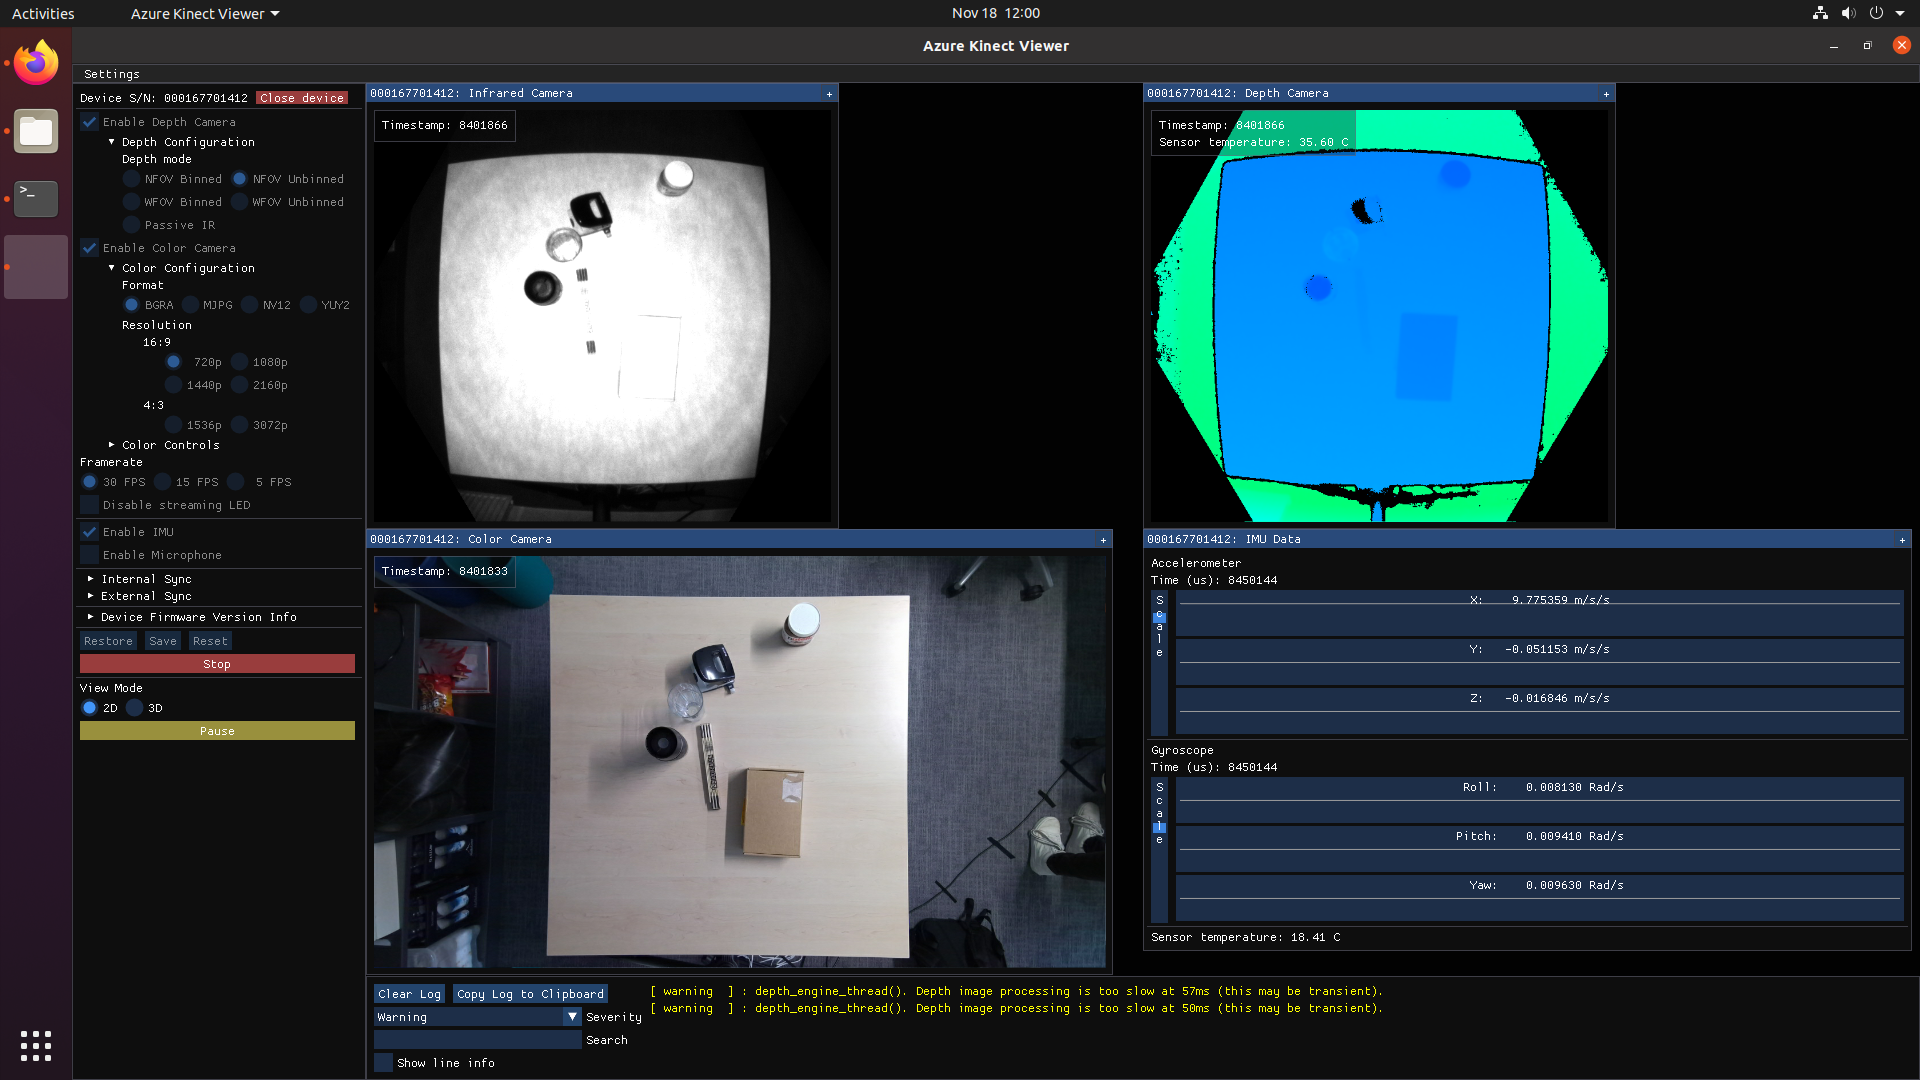 Activities
Azure Kinect Viewer
Nov 18 12:00
Azure Kinect Viewer
Settings
Device S/N: 000167701412 Close device
Enable Depth Camera
Depth Configuration
Depth mode
NFOV Binned NFOV Unbinned
WFOV Binned WFOV Unbinned
Passive IR
Enable Color Camera
Color Configuration
Format
BGRA MJPG NV12 YUY2
Resolution
16:9
720p 1080p
1440p 2160p
4:3
1536p 3072p
Color Controls
Framerate
30 FPS 15 FPS 5 FPS
Disable streaming LED
Enable IMU
Enable Microphone
Internal Sync
External Sync
Device Firmware Version Info
Restore Save Reset
Stop
View Mode
2D 3D
Pause
000167701412: Infrared Camera
Timestamp: 8401866
000167701412: Depth Camera
Timestamp: 8401866
Sensor temperature: 35.60 C
000167701412: Color Camera
Timestamp: 8401833
000167701412: IMU Data
Accelerometer
Time (us): 8450144
Scale
X: 9.775359 m/s/s
Y: -0.051153 m/s/s
Z: -0.016846 m/s/s
Gyroscope
Time (us): 8450144
Scale
Roll: 0.008130 Rad/s
Pitch: 0.009410 Rad/s
Yaw: 0.009630 Rad/s
Sensor temperature: 18.41 C
Clear Log Copy Log to Clipboard
Warning Severity
Search
Show line info
[ warning ] : depth_engine_thread(). Depth image processing is too slow at 57ms (this may be transient).
[ warning ] : depth_engine_thread(). Depth image processing is too slow at 50ms (this may be transient).